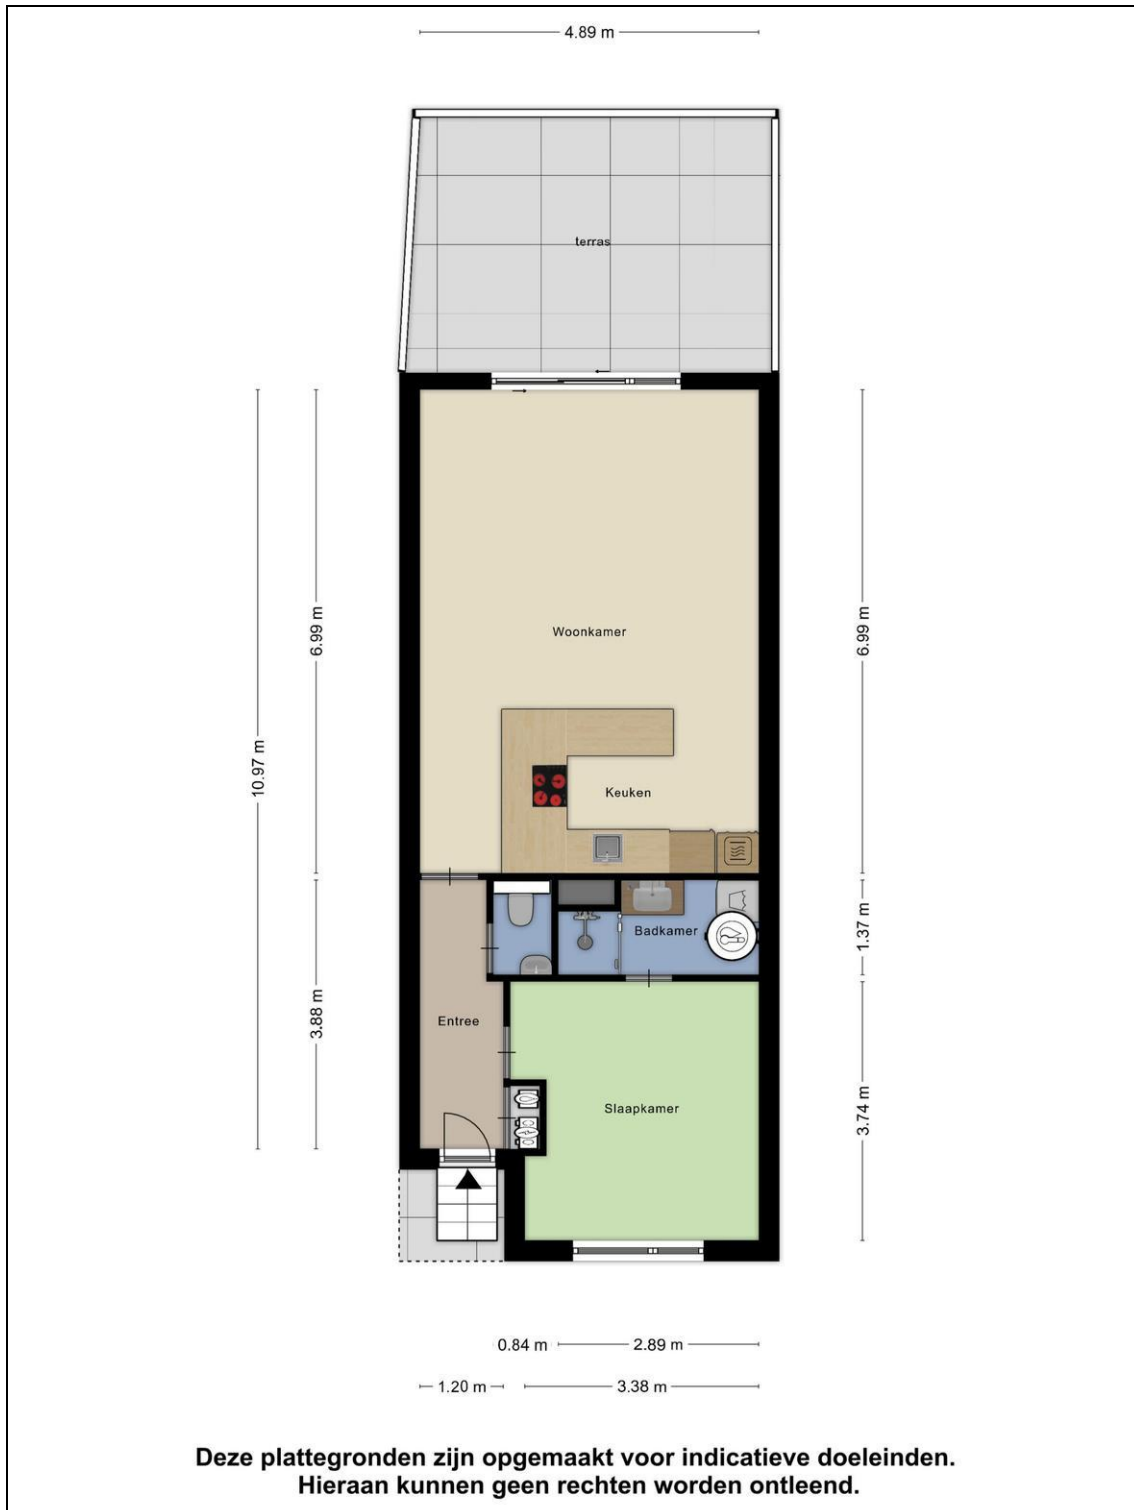 4.89 m
terras
Woonkamer
6.99 m
6.99 m
10.97 m
Keuken
Badkamer
1.37 m
Entree
3.88 m
Slaapkamer
3.74 m
0.84 m
2.89 m
1.20 m
3.38 m
Deze plattegronden zijn opgemaakt voor indicatieve doeleinden.
Hieraan kunnen geen rechten worden ontleend.